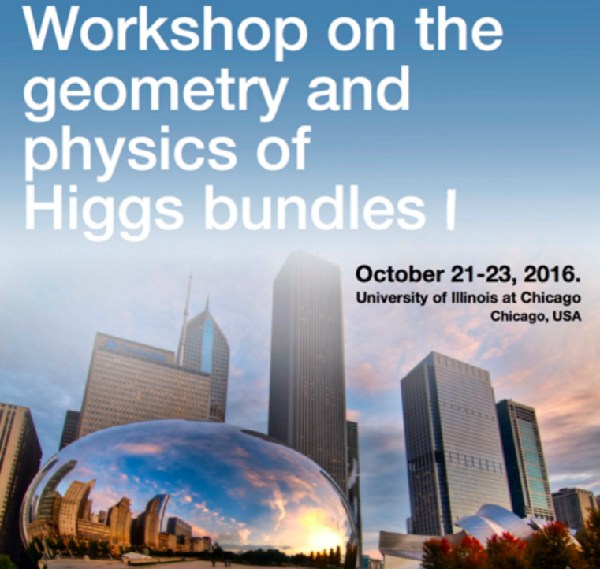 Workshop on the
geometry and
physics of
Higgs bundles I
October 21-23, 2016.
University of Illinois at Chicago
Chicago, USA